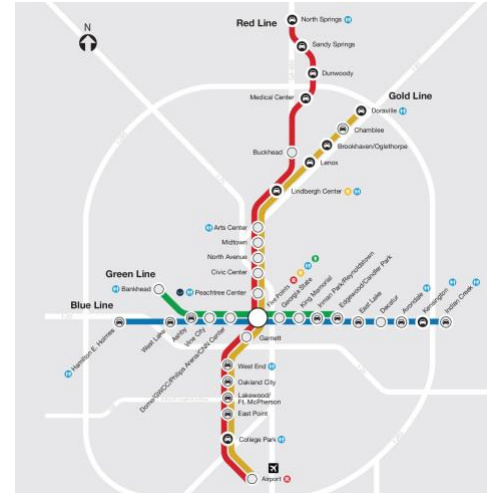 N
Red Line
North Springs
Sandy Springs
Dunwoody
Medical Center
Gold Line
Doraville
Chamblee
Brookhaven/Oglethorpe
Lenox
Buckhead
Lindbergh Center
Arts Center
Midtown
North Avenue
Civic Center
Peachtree Center
Green Line
Bankhead
Blue Line
Hamilton E. Holmes
West Lake
Ashby
Vine City
Dome/GWCC/Philips Arena/CNN Center
Five Points
Georgia State
King Memorial
Inman Park/Reynoldstown
Edgewood/Candler Park
East Lake
Decatur
Avondale
Kensington
Indian Creek
Garnett
West End
Oakland City
Lakewood/
Ft. McPherson
East Point
College Park
Airport